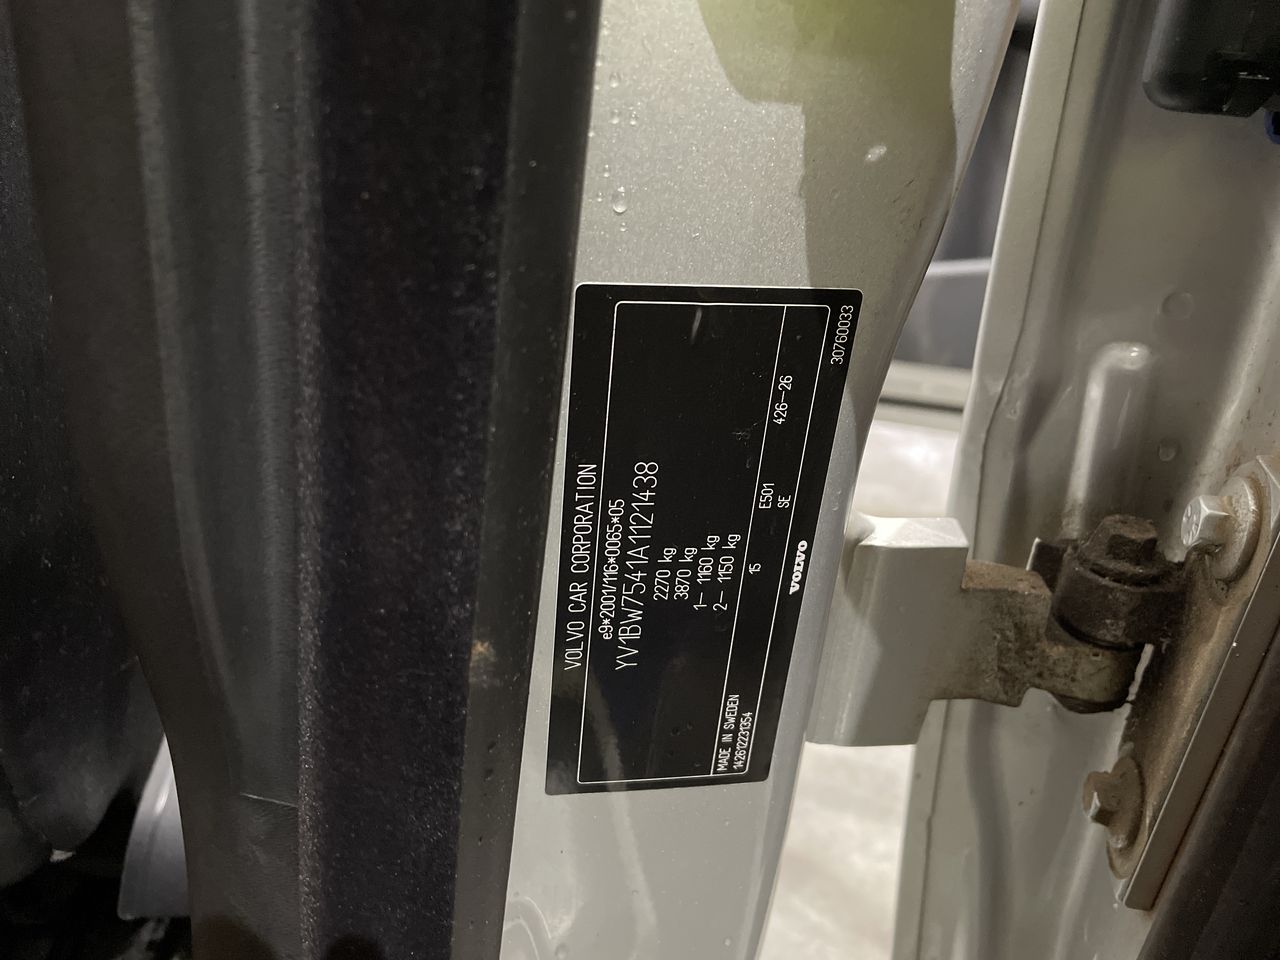 VOLVO CAR CORPORATION
e9*2001/116*0065*05
YV1BW7541A1121438
2270 kg
3870 kg
1– 1160 kg
2– 1150 kg
MADE IN SWEDEN 15 E501
142612231354 SE 426–26
VOLVO
30760033